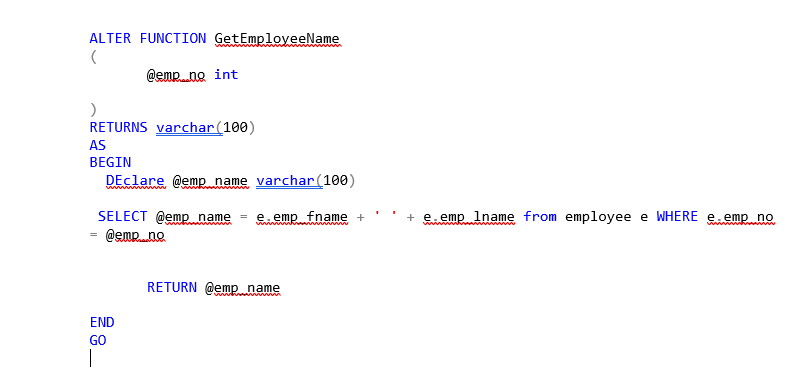 ALTER FUNCTION GetEmployeeName
(
@emp_no int
)
RETURNS varchar(100)
AS
BEGIN
DEclare @emp_name varchar(100)
SELECT @emp_name = e.emp_fname + ' ' + e.emp_lname from employee e WHERE e.emp_no
= @emp_no
RETURN @emp_name
END
GO